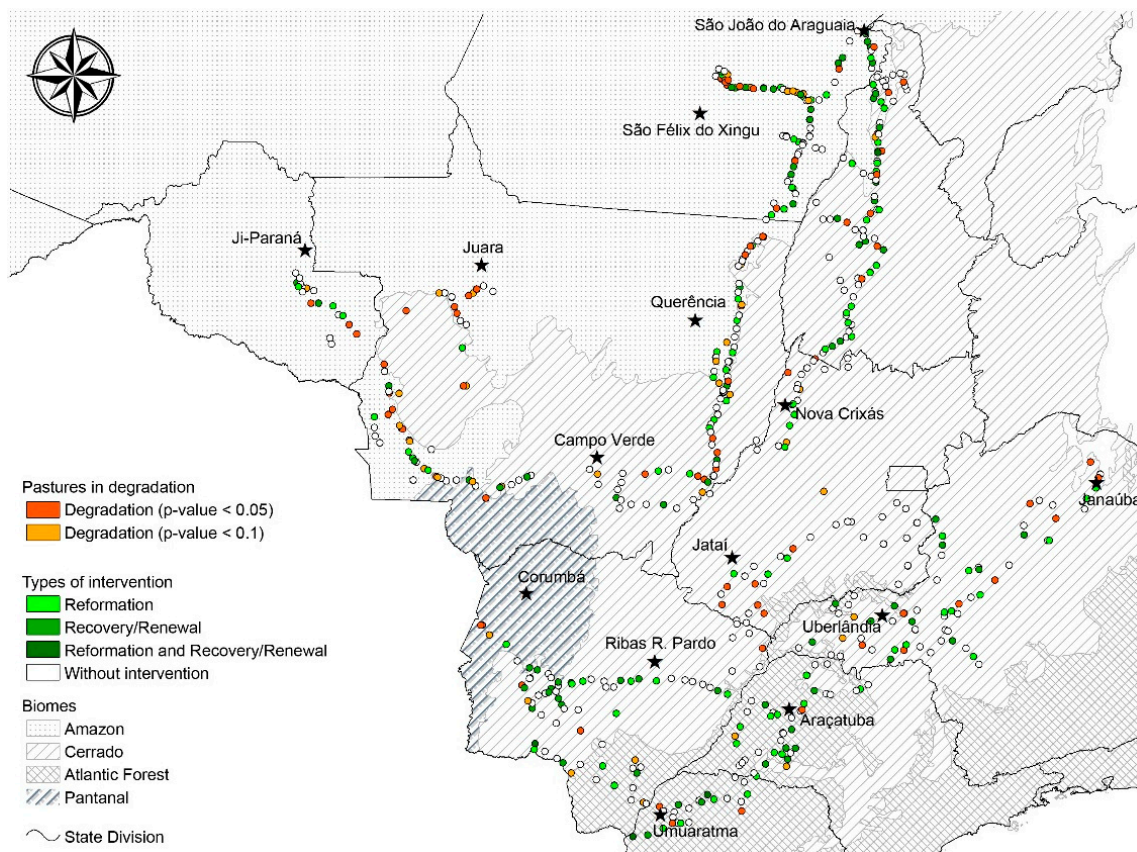 São João do Araguaia
São Félix do Xingu
Ji-Paraná
Juara
Querência
Nova Crixás
Campo Verde
Janaúba
Jataí
Corumbá
Uberlândia
Ribas R. Pardo
Araçatuba
Umuaratma
Pastures in degradation
Degradation (p-value < 0.05)
Degradation (p-value < 0.1)
Types of intervention
Reformation
Recovery/Renewal
Reformation and Recovery/Renewal
Without intervention
Biomes
Amazon
Cerrado
Atlantic Forest
Pantanal
State Division